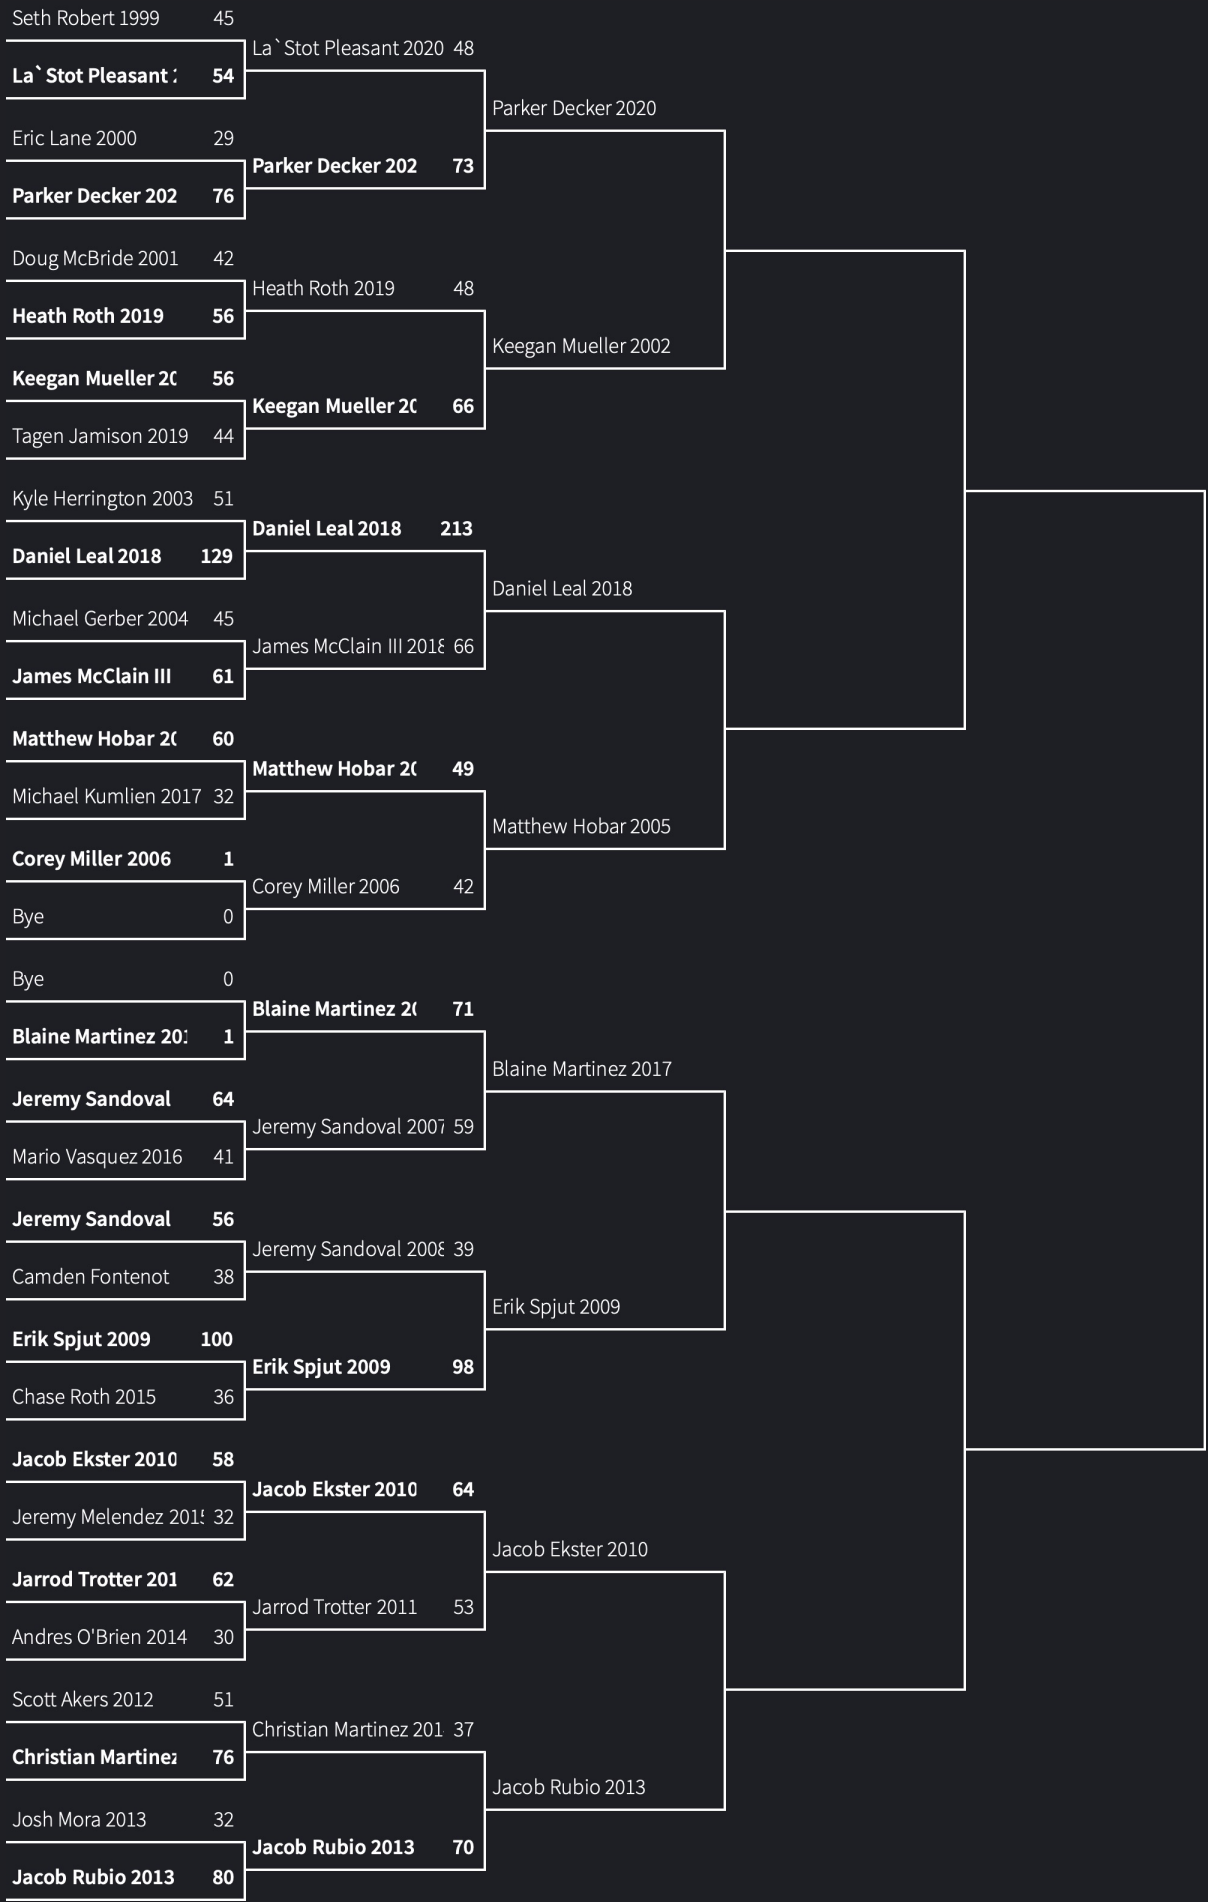 Seth Robert 1999 45
La`Stot Pleasant 54
Eric Lane 2000 29
Parker Decker 202 76
Doug McBride 2001 42
Heath Roth 2019 56
Keegan Mueller 20 56
Tagen Jamison 2019 44
Kyle Herrington 2003 51
Daniel Leal 2018 129
Michael Gerber 2004 45
James McClain III 61
Matthew Hobar 20 60
Michael Kumlien 2017 32
Corey Miller 2006 1
Bye 0
Bye 0
Blaine Martinez 201 1
Jeremy Sandoval 64
Mario Vasquez 2016 41
Jeremy Sandoval 56
Camden Fontenot 38
Erik Spjut 2009 100
Chase Roth 2015 36
Jacob Ekster 2010 58
Jeremy Melendez 2015 32
Jarrod Trotter 201 62
Andres O'Brien 2014 30
Scott Akers 2012 51
Christian Martinez 76
Josh Mora 2013 32
Jacob Rubio 2013 80
La`Stot Pleasant 2020 48
Parker Decker 202 73
Heath Roth 2019 48
Keegan Mueller 20 66
Daniel Leal 2018 213
James McClain III 2018 66
Matthew Hobar 20 49
Corey Miller 2006 42
Blaine Martinez 20 71
Jeremy Sandoval 2007 59
Jeremy Sandoval 2008 39
Erik Spjut 2009 98
Jacob Ekster 2010 64
Jarrod Trotter 2011 53
Christian Martinez 201 37
Jacob Rubio 2013 70
Parker Decker 2020
Keegan Mueller 2002
Daniel Leal 2018
Matthew Hobar 2005
Blaine Martinez 2017
Erik Spjut 2009
Jacob Ekster 2010
Jacob Rubio 2013